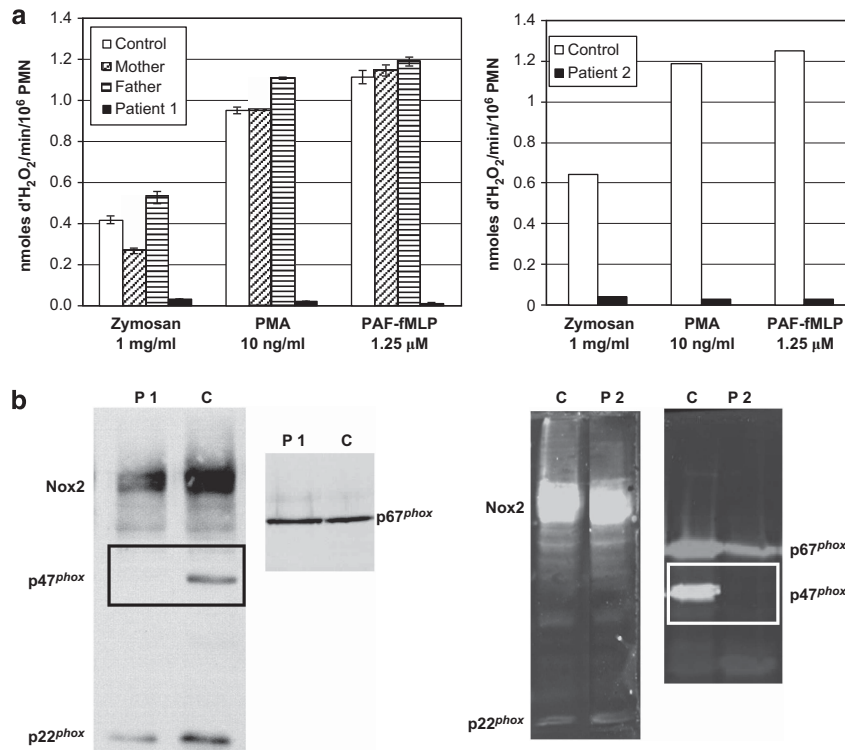 a
1.4
1.2
1.0
0.8
0.6
0.4
0.2
0.0
nmoles d'H₂O₂/min/10⁶ PMN
Control
Mother
Father
Patient 1
Zymosan
1 mg/ml
PMA
10 ng/ml
PAF-fMLP
1.25 μM
1.4
1.2
1
0.8
0.6
0.4
0.2
0
nmoles d'H₂O₂/min/10⁶ PMN
Control
Patient 2
Zymosan
1 mg/ml
PMA
10 ng/ml
PAF-fMLP
1.25 μM
b
P 1 C
Nox2
p47phox
p22phox
P 1 C
p67phox
C P 2
Nox2
p22phox
C P 2
p67phox
p47phox